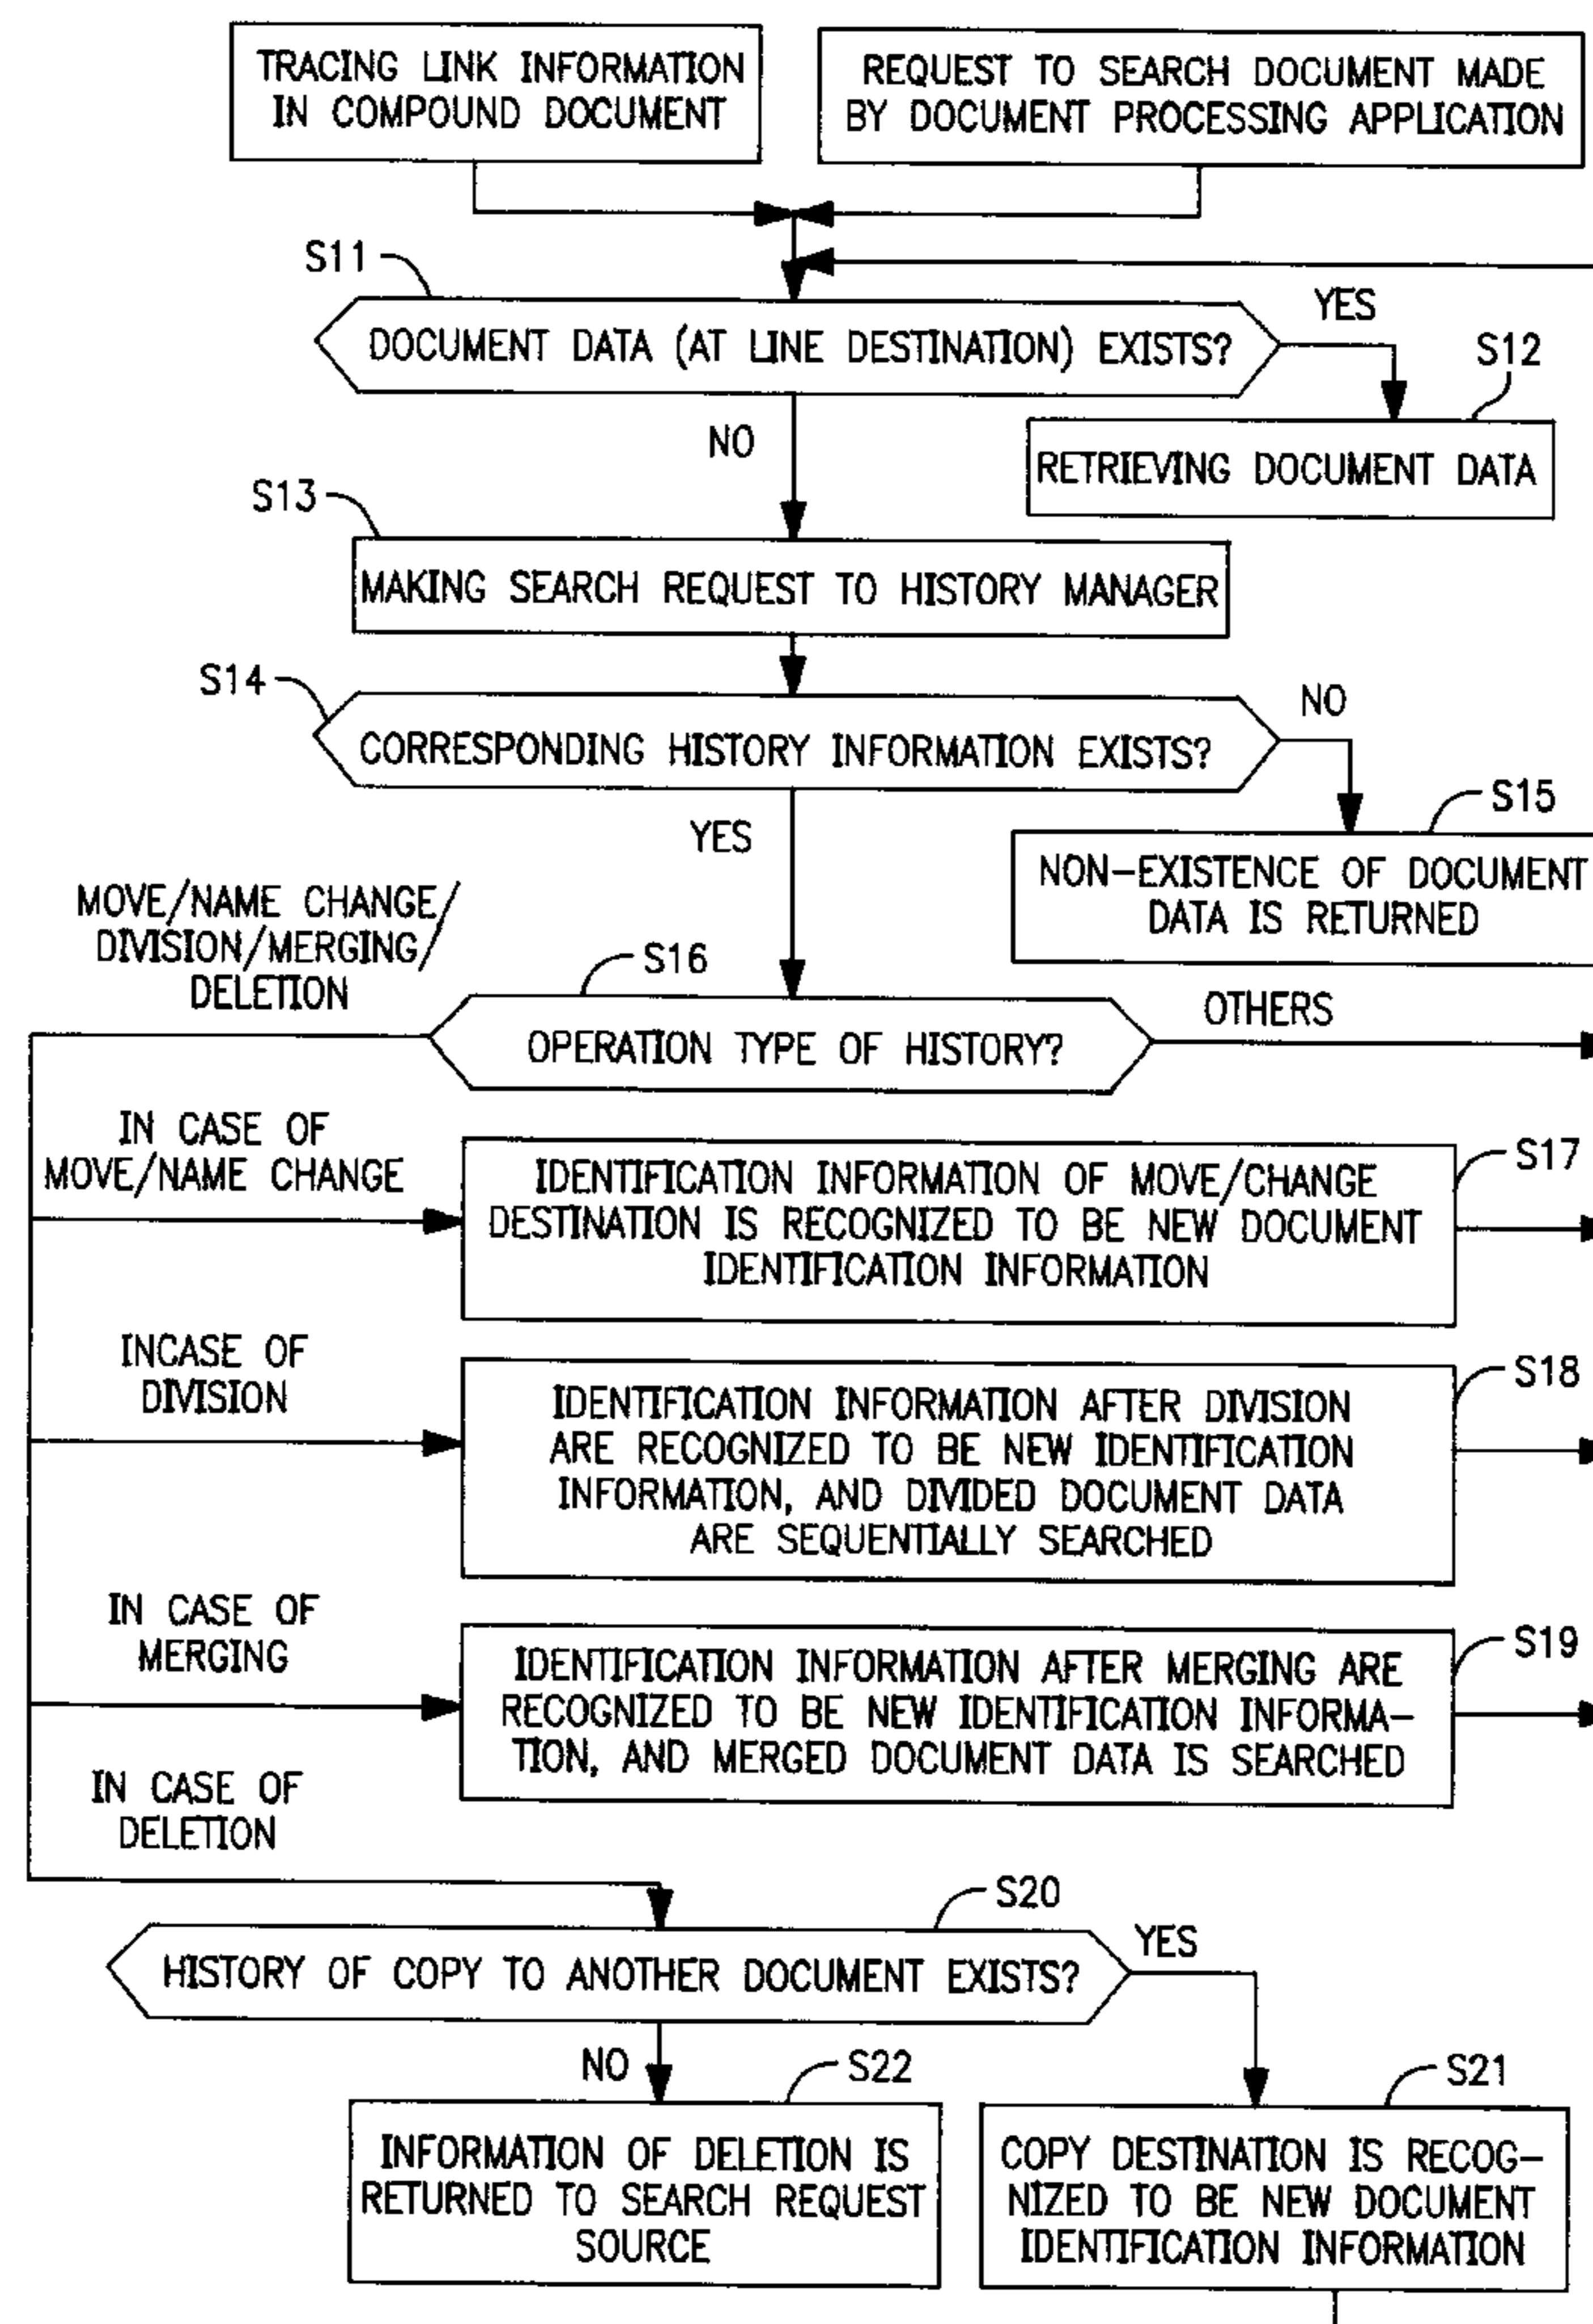 TRACING LINK INFORMATION
IN COMPOUND DOCUMENT
REQUEST TO SEARCH DOCUMENT MADE
BY DOCUMENT PROCESSING APPLICATION
S11
DOCUMENT DATA (AT LINE DESTINATION) EXISTS?
YES
S12
RETRIEVING DOCUMENT DATA
NO
S13
MAKING SEARCH REQUEST TO HISTORY MANAGER
S14
CORRESPONDING HISTORY INFORMATION EXISTS?
NO
S15
NON-EXISTENCE OF DOCUMENT
DATA IS RETURNED
YES
MOVE/NAME CHANGE/
DIVISION/MERGING/
DELETION
S16
OPERATION TYPE OF HISTORY?
OTHERS
IN CASE OF
MOVE/NAME CHANGE
IDENTIFICATION INFORMATION OF MOVE/CHANGE
DESTINATION IS RECOGNIZED TO BE NEW DOCUMENT
IDENTIFICATION INFORMATION
S17
INCASE OF
DIVISION
IDENTIFICATION INFORMATION AFTER DIVISION
ARE RECOGNIZED TO BE NEW IDENTIFICATION
INFORMATION, AND DIVIDED DOCUMENT DATA
ARE SEQUENTIALLY SEARCHED
S18
IN CASE OF
MERGING
IDENTIFICATION INFORMATION AFTER MERGING ARE
RECOGNIZED TO BE NEW IDENTIFICATION INFORMA-
TION, AND MERGED DOCUMENT DATA IS SEARCHED
S19
IN CASE OF
DELETION
S20
HISTORY OF COPY TO ANOTHER DOCUMENT EXISTS?
YES
NO
S22
INFORMATION OF DELETION IS
RETURNED TO SEARCH REQUEST
SOURCE
S21
COPY DESTINATION IS RECOG-
NIZED TO BE NEW DOCUMENT
IDENTIFICATION INFORMATION